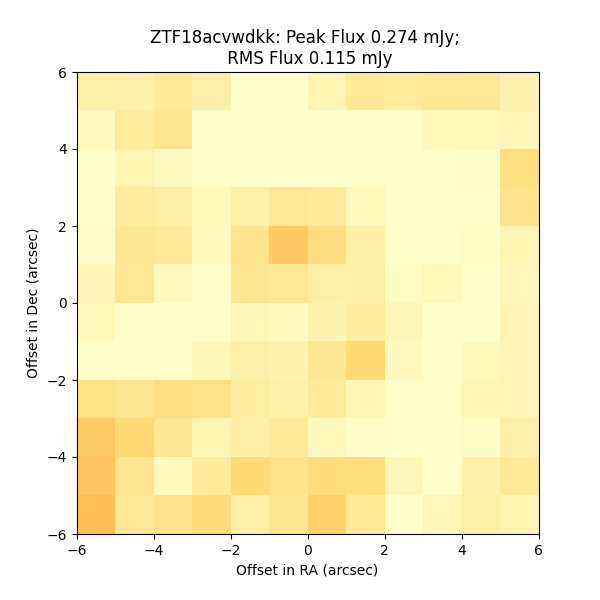 ZTF18acvwdkk: Peak Flux 0.274 mJy;
RMS Flux 0.115 mJy
6
4
2
0
−2
−4
−6
Offset in Dec (arcsec)
−6 −4 −2 0 2 4 6
Offset in RA (arcsec)